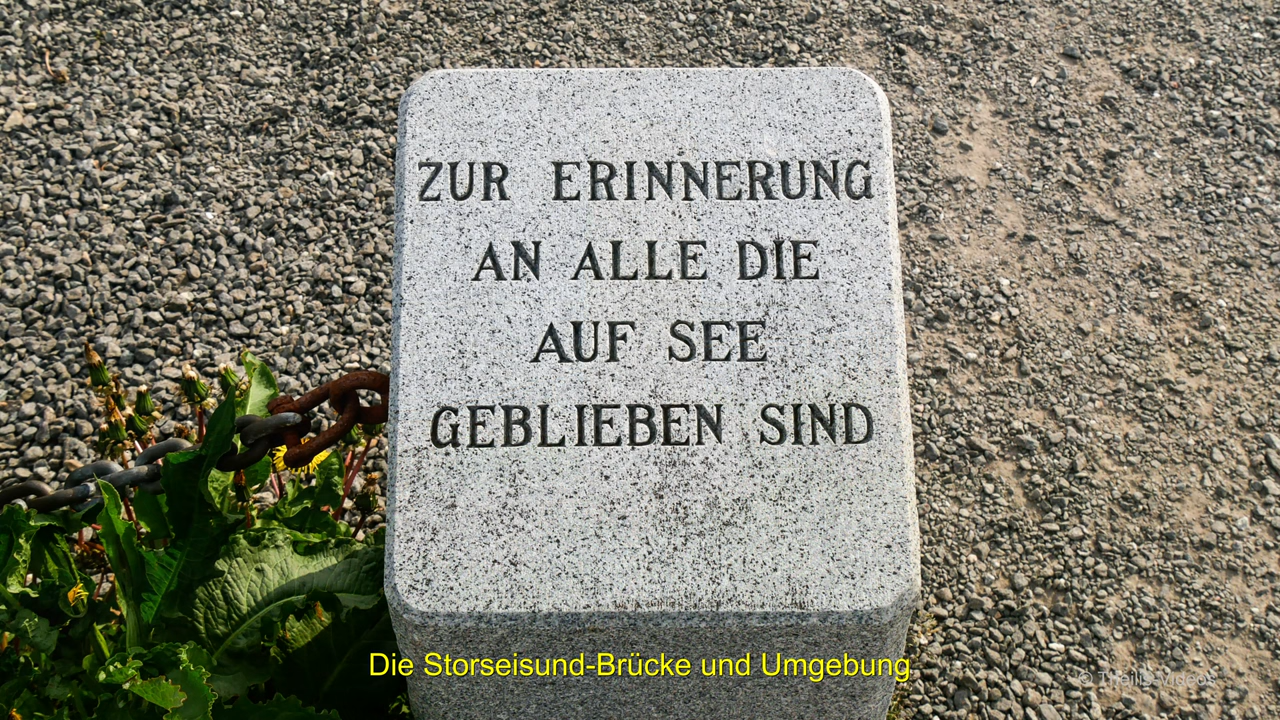 ZUR ERINNERUNG
AN ALLE DIE
AUF SEE
GEBLIEBEN SIND
Die Storseisund-Brücke und Umgebung